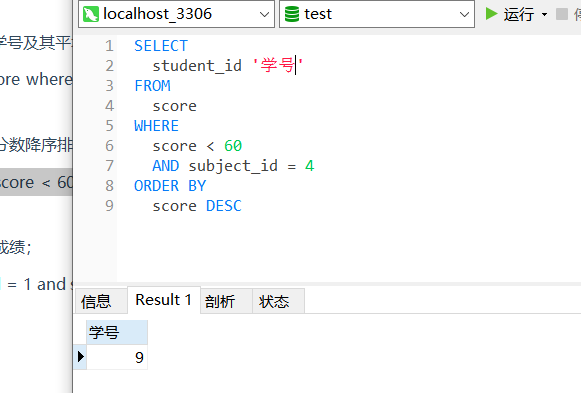 localhost_3306 test 运行
学号及其平
ore where
分数降序排
score < 60
成绩；
= 1 and s
1 SELECT
2 student_id '学号'
3 FROM
4 score
5 WHERE
6 score < 60
7 AND subject_id = 4
8 ORDER BY
9 score DESC
信息 Result 1 剖析 状态
学号
9